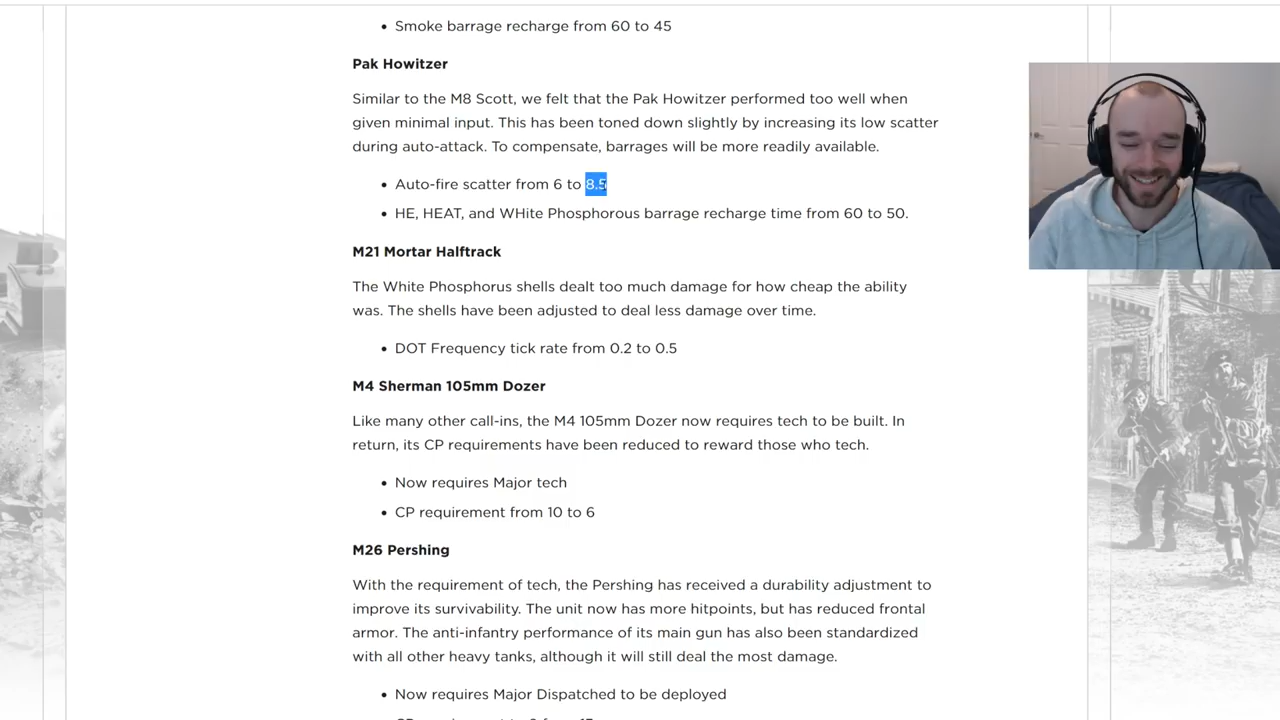 Smoke barrage recharge from 60 to 45
Pak Howitzer
Similar to the M8 Scott, we felt that the Pak Howitzer performed too well when
given minimal input. This has been toned down slightly by increasing its low scatter
during auto-attack. To compensate, barrages will be more readily available.
Auto-fire scatter from 6 to 8.5
HE, HEAT, and WHite Phosphorous barrage recharge time from 60 to 50.
M21 Mortar Halftrack
The White Phosphorus shells dealt too much damage for how cheap the ability
was. The shells have been adjusted to deal less damage over time.
DOT Frequency tick rate from 0.2 to 0.5
M4 Sherman 105mm Dozer
Like many other call-ins, the M4 105mm Dozer now requires tech to be built. In
return, its CP requirements have been reduced to reward those who tech.
Now requires Major tech
CP requirement from 10 to 6
M26 Pershing
With the requirement of tech, the Pershing has received a durability adjustment to
improve its survivability. The unit now has more hitpoints, but has reduced frontal
armor. The anti-infantry performance of its main gun has also been standardized
with all other heavy tanks, although it will still deal the most damage.
Now requires Major Dispatched to be deployed